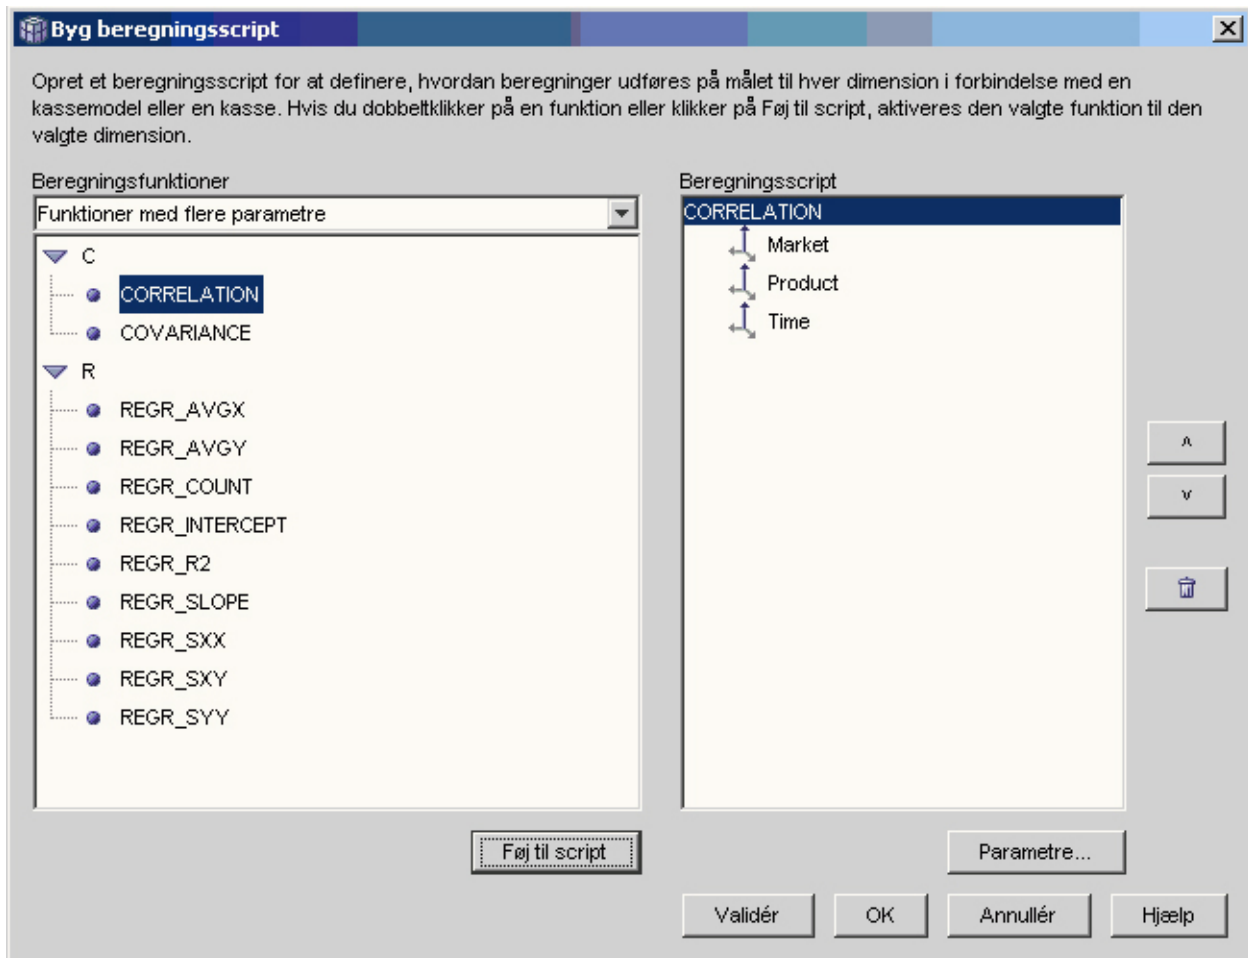 Byg beregningsscript
Opret et beregningsscript for at definere, hvordan beregninger udføres på målet til hver dimension i forbindelse med en
kassemodel eller en kasse. Hvis du dobbeltklikker på en funktion eller klikker på Føj til script, aktiveres den valgte funktion til den
valgte dimension.
Beregningsfunktioner
Funktioner med flere parametre
C
CORRELATION
COVARIANCE
R
REGR_AVGX
REGR_AVGY
REGR_COUNT
REGR_INTERCEPT
REGR_R2
REGR_SLOPE
REGR_SXX
REGR_SXY
REGR_SYY
Føj til script
Beregningsscript
CORRELATION
Market
Product
Time
Parametre...
Validér
OK
Annullér
Hjælp